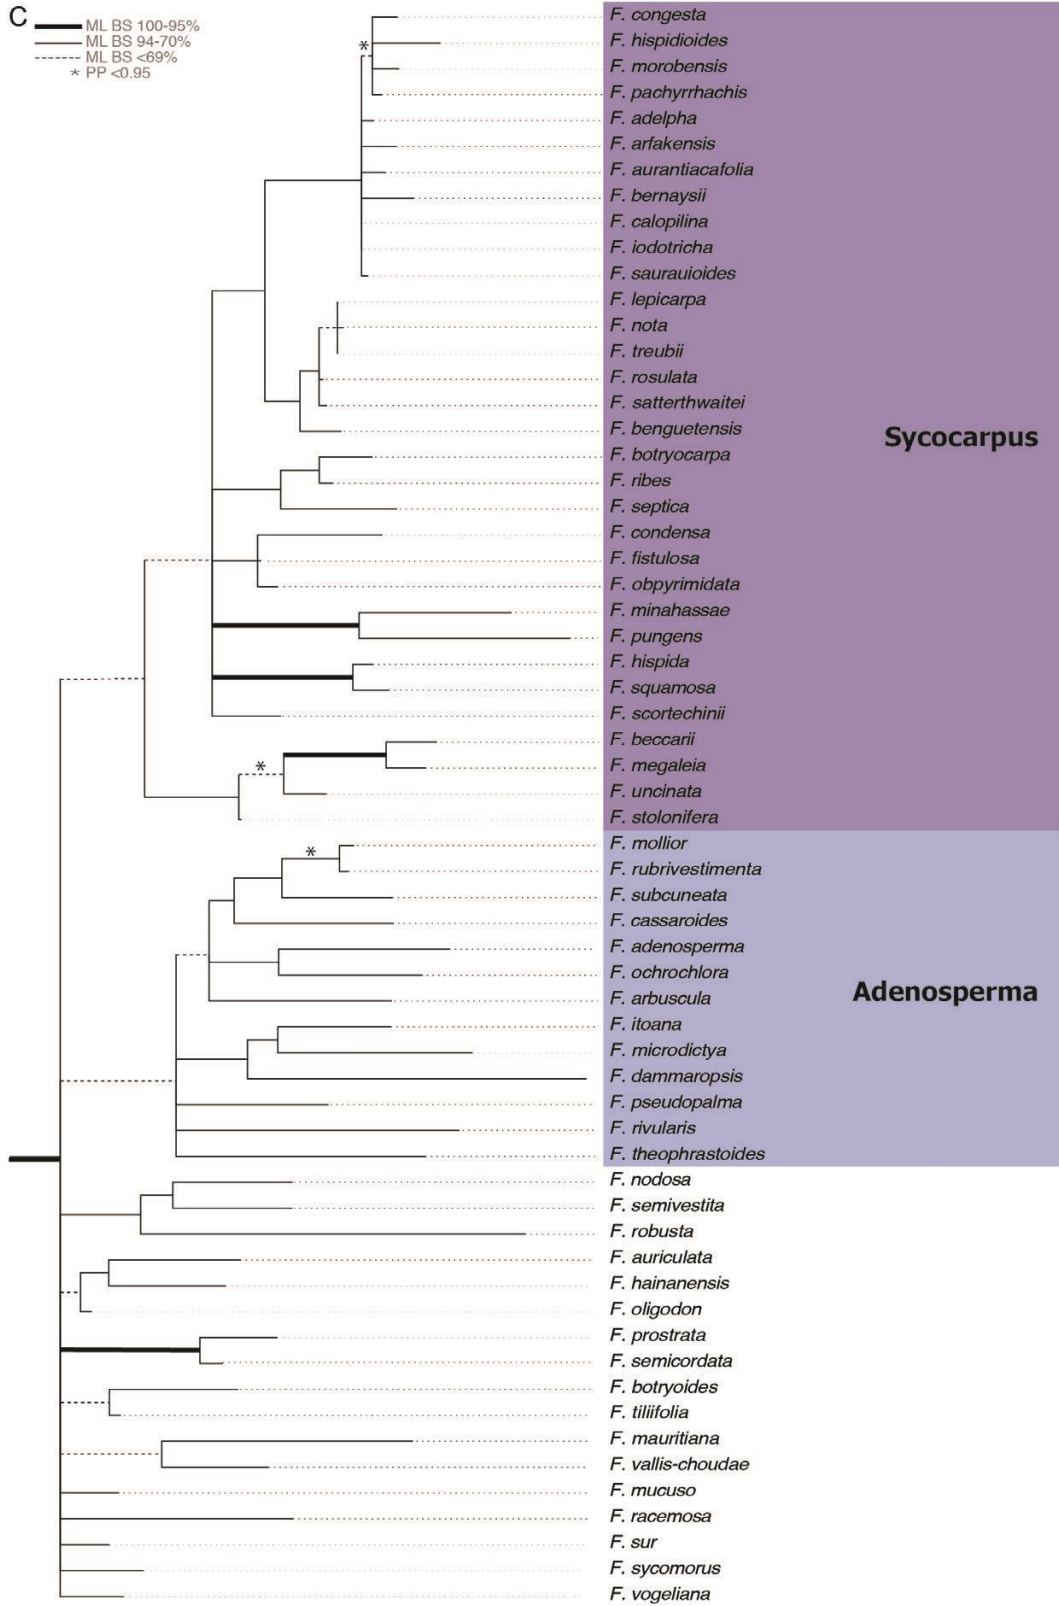 C
ML BS 100-95%
ML BS 94-70%
ML BS <69%
* PP <0.95
*
F. congesta
F. hispidioides
F. morobensis
F. pachyrrhachis
F. adelpha
F. arfakensis
F. aurantiacafolia
F. bernaysii
F. calopilina
F. iodotricha
F. saurauioides
F. lepicarpa
F. nota
F. treubii
F. rosulata
F. satterthwaitei
F. benguetensis
Sycocarpus
F. botryocarpa
F. ribes
F. septica
F. condensa
F. fistulosa
F. obpyrimidata
F. minahassae
F. pungens
F. hispida
F. squamosa
F. scortechinii
F. beccarii
*
F. megaleia
F. uncinata
F. stolonifera
F. mollior
*
F. rubrivestimenta
F. subcuneata
F. cassaroides
F. adenosperma
F. ochrochlora
Adenosperma
F. arbuscula
F. itoana
F. microdictya
F. dammaropsis
F. pseudopalma
F. rivularis
F. theophrastoides
F. nodosa
F. semivestita
F. robusta
F. auriculata
F. hainanensis
F. oligodon
F. prostrata
F. semicordata
F. botryoides
F. tiliifolia
F. mauritiana
F. vallis-choudae
F. mucuso
F. racemosa
F. sur
F. sycomorus
F. vogeliana